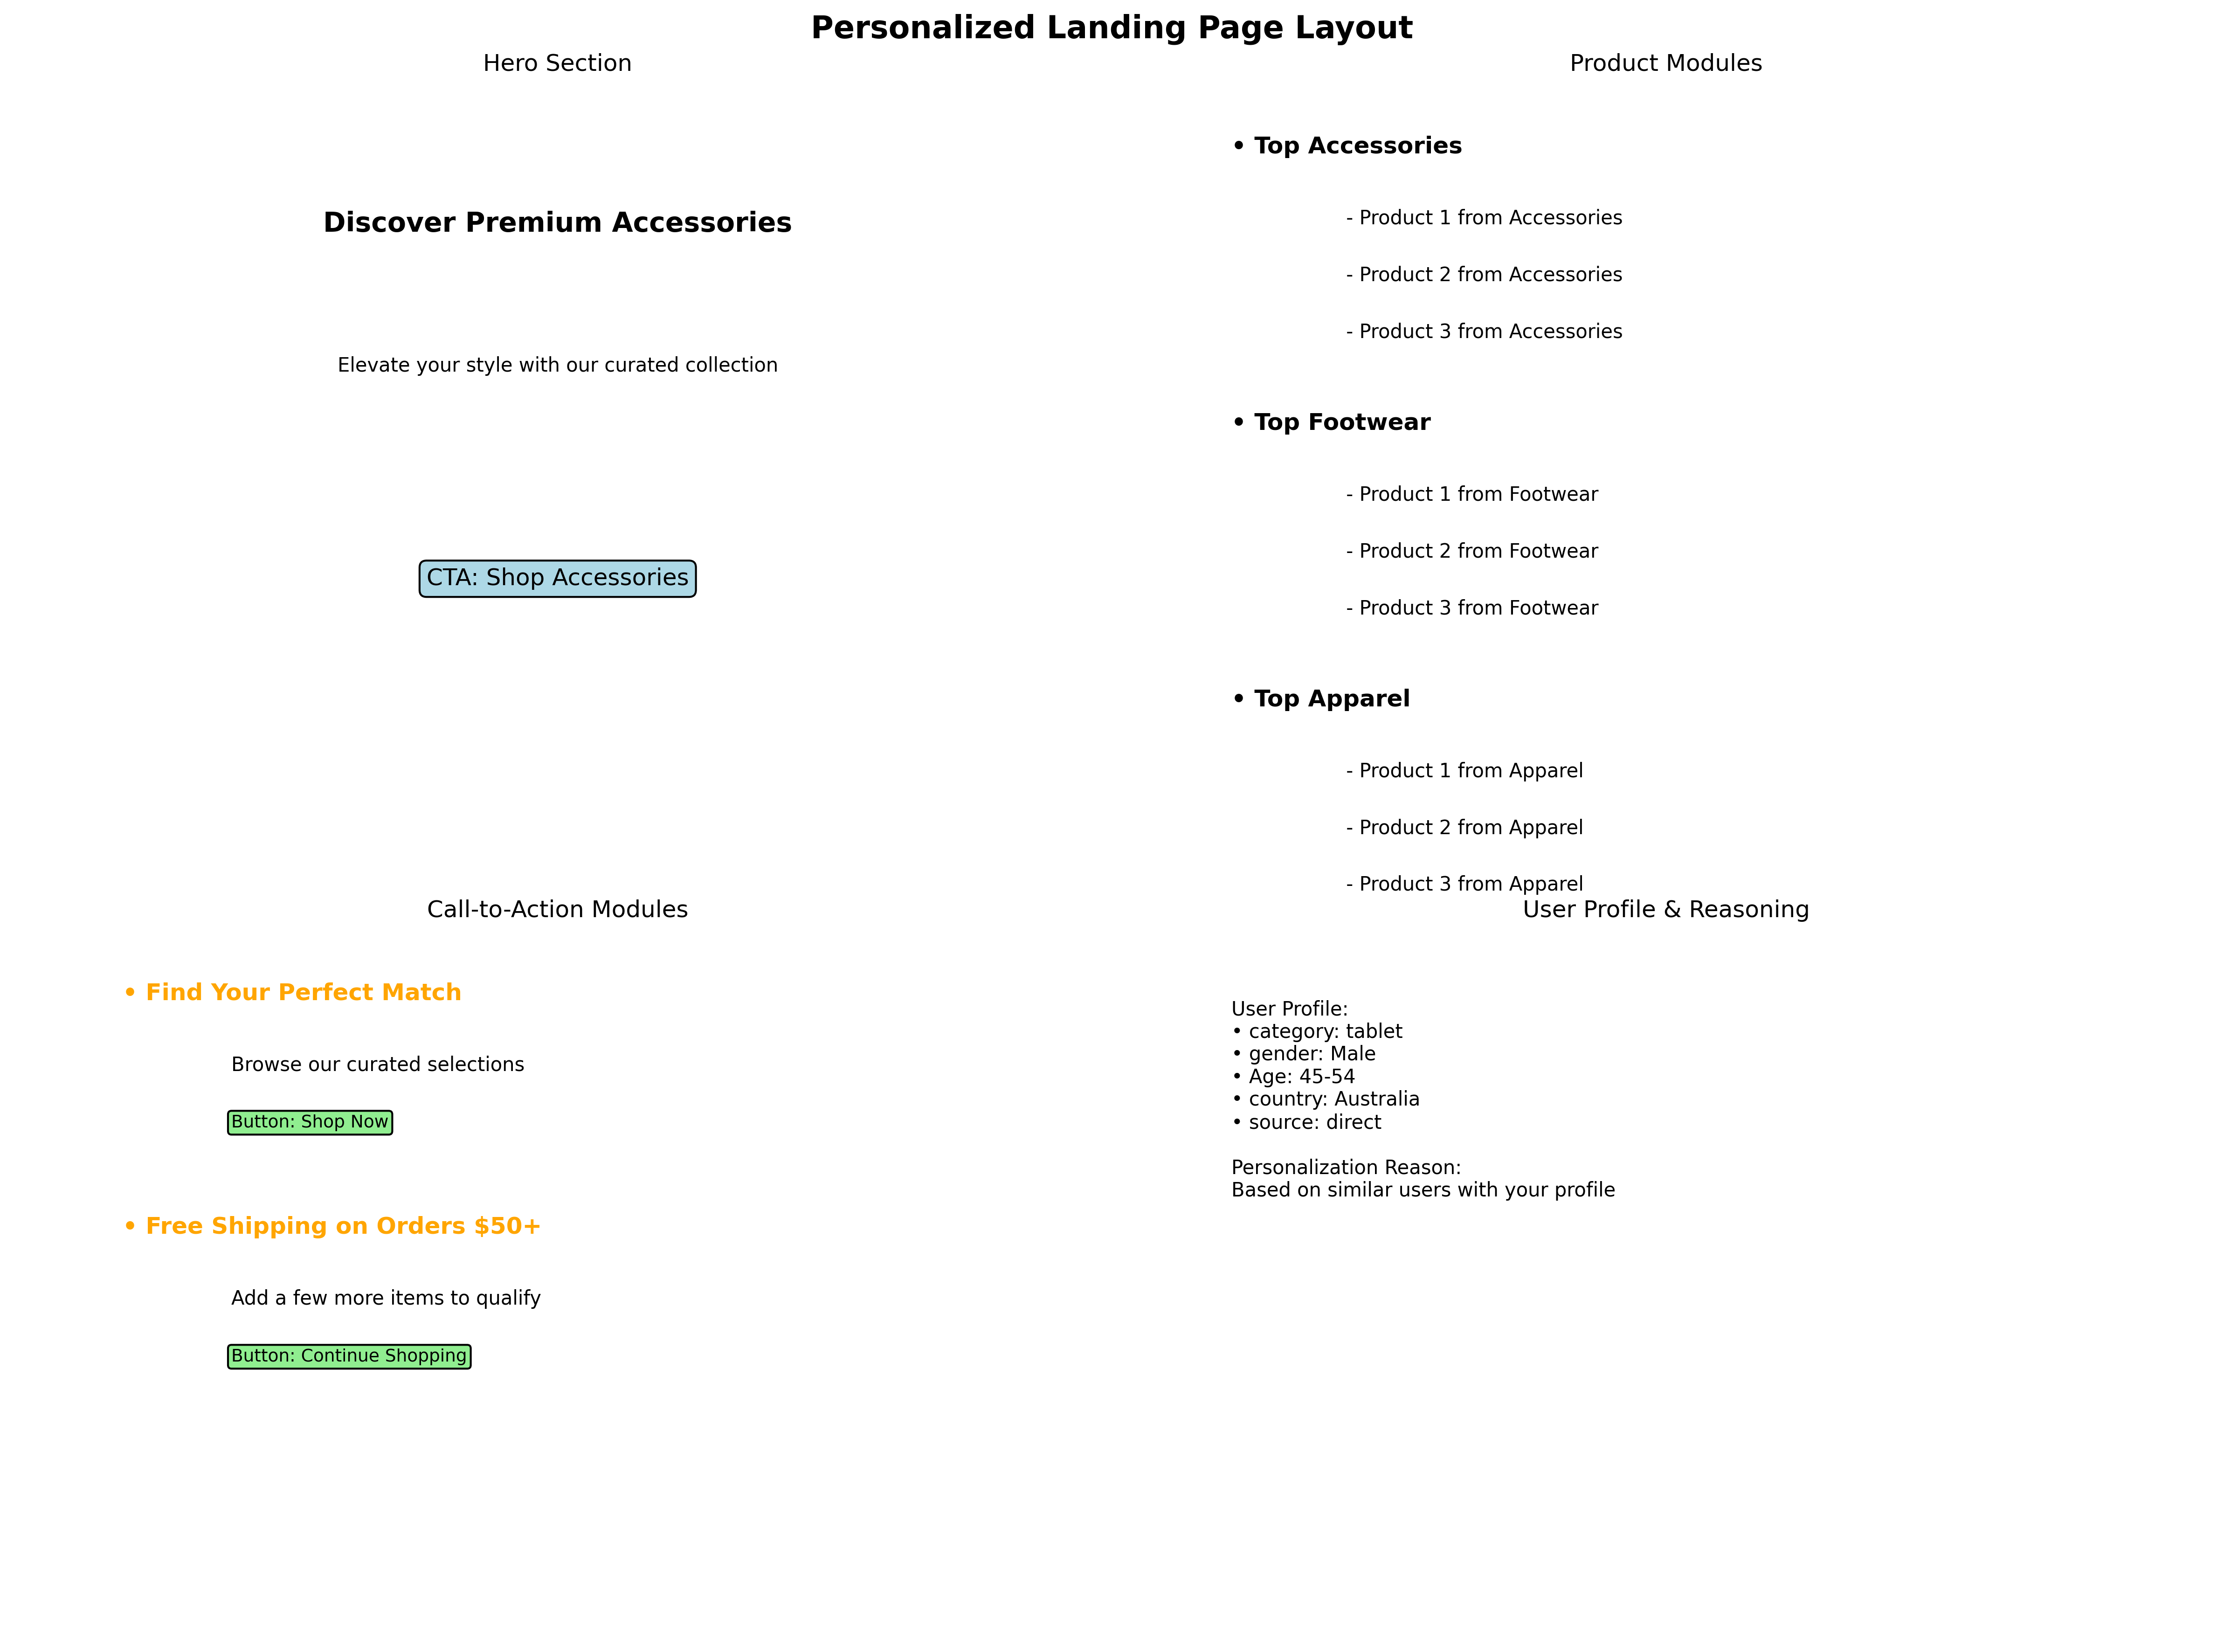 Personalized Landing Page Layout
Hero Section
Discover Premium Accessories
Elevate your style with our curated collection
CTA: Shop Accessories
Product Modules
• Top Accessories
- Product 1 from Accessories
- Product 2 from Accessories
- Product 3 from Accessories
• Top Footwear
- Product 1 from Footwear
- Product 2 from Footwear
- Product 3 from Footwear
• Top Apparel
- Product 1 from Apparel
- Product 2 from Apparel
- Product 3 from Apparel
Call-to-Action Modules
• Find Your Perfect Match
Browse our curated selections
Button: Shop Now
• Free Shipping on Orders $50+
Add a few more items to qualify
Button: Continue Shopping
User Profile & Reasoning
User Profile:
• category: tablet
• gender: Male
• Age: 45-54
• country: Australia
• source: direct
Personalization Reason:
Based on similar users with your profile